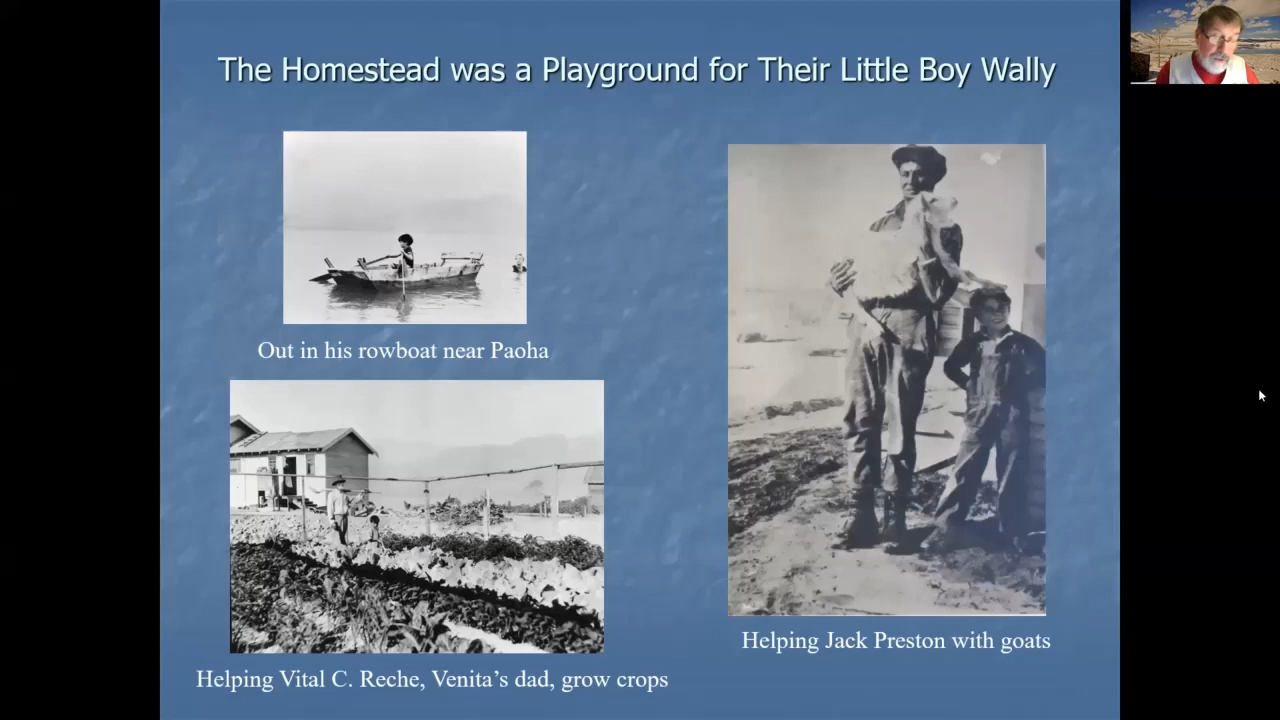 The Homestead was a Playground for Their Little Boy Wally
Out in his rowboat near Paoha
Helping Vital C. Reche, Venita's dad, grow crops
Helping Jack Preston with goats